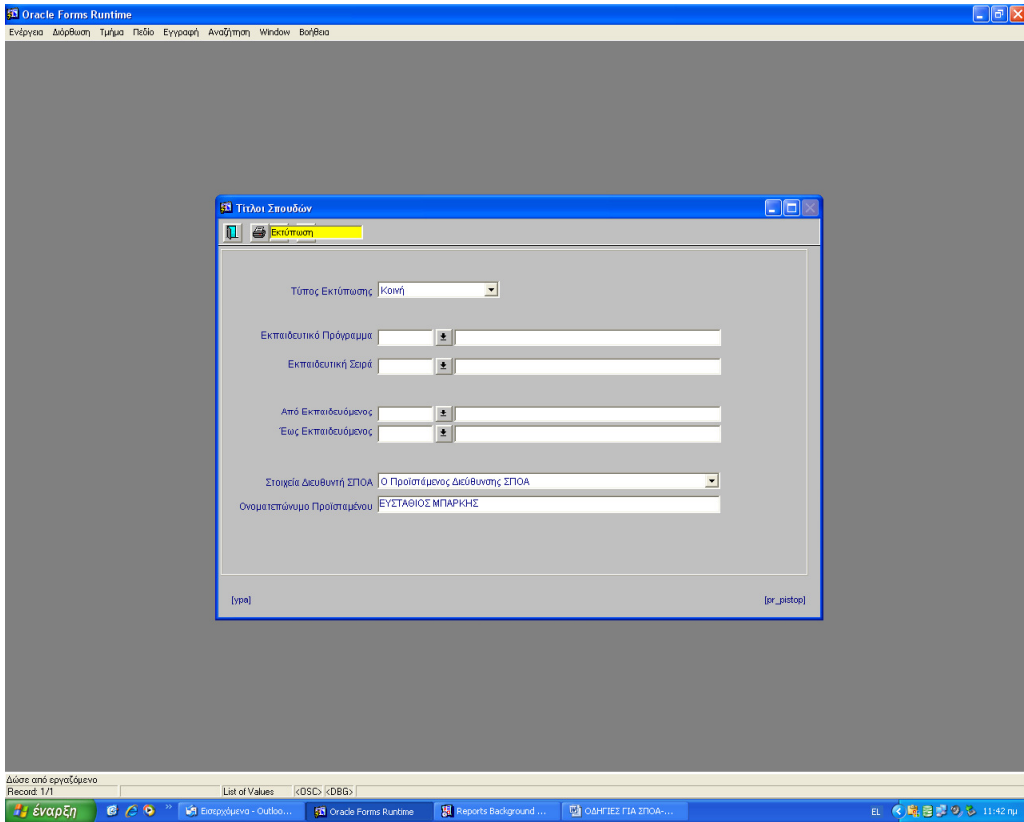 Oracle Forms Runtime
Ενέργεια Διόρθωση Τμήμα Πεδίο Εγγραφή Αναζήτηση Window Βοήθεια
Τίτλοι Σπουδών
Εκτύπωση
Τύπος Εκτύπωσης Κοινή
Εκπαιδευτικό Πρόγραμμα
Εκπαιδευτική Σειρά
Από Εκπαιδευόμενος
Έως Εκπαιδευόμενος
Στοιχεία Διευθυντή ΣΠΟΑ Ο Προϊστάμενος Διεύθυνσης ΣΠΟΑ
Ονοματεπώνυμο Προϊσταμένου ΕΥΣΤΑΘΙΟΣ ΜΠΑΡΚΗΣ
[ypa] [pr_pistop]
Δώσε από εργαζόμενο
Record: 1/1 List of Values <OSC> <DBG>
έναρξη Εισερχόμενα - Outloo... Oracle Forms Runtime Reports Background ... ΟΔΗΓΙΕΣ ΓΙΑ ΣΠΟΑ-... EL 11:42 πμ